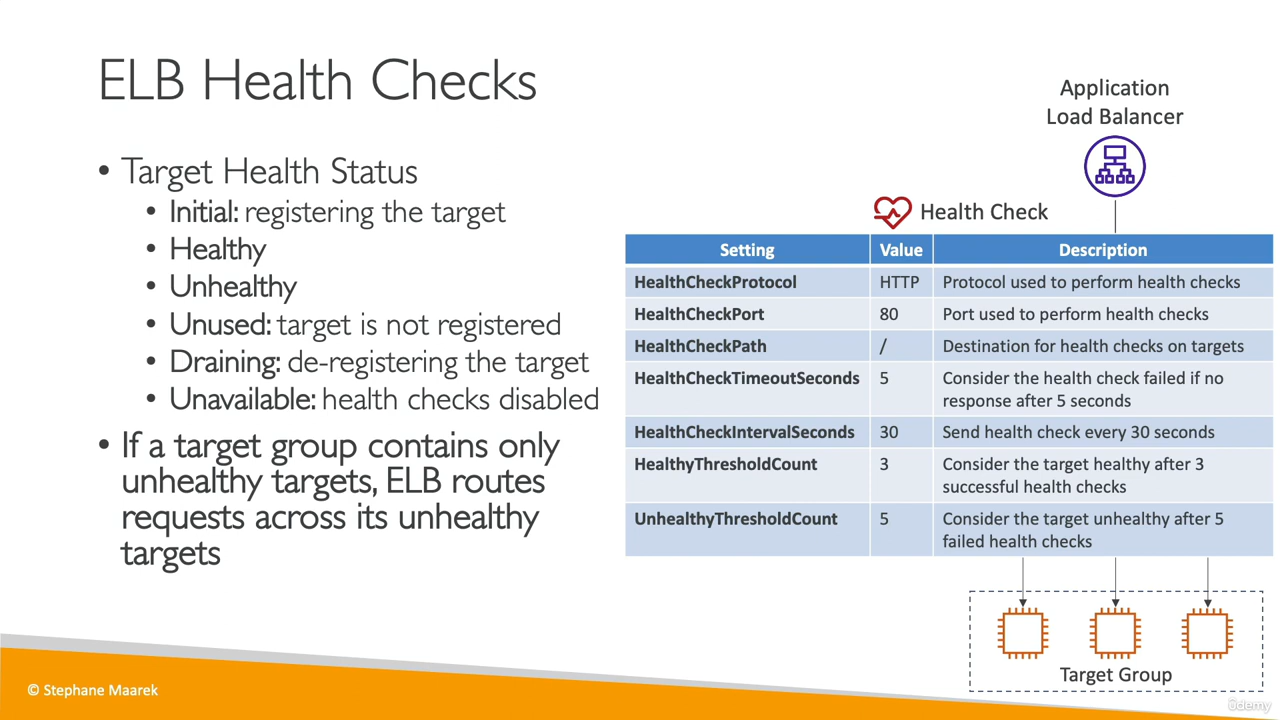 ELB Health Checks
• Target Health Status
• Initial: registering the target
• Healthy
• Unhealthy
• Unused: target is not registered
• Draining: de-registering the target
• Unavailable: health checks disabled
• If a target group contains only
unhealthy targets, ELB routes
requests across its unhealthy
targets
Application
Load Balancer
Health Check
Setting Value Description
HealthCheckProtocol HTTP Protocol used to perform health checks
HealthCheckPort 80 Port used to perform health checks
HealthCheckPath / Destination for health checks on targets
HealthCheckTimeoutSeconds 5 Consider the health check failed if no
response after 5 seconds
HealthCheckIntervalSeconds 30 Send health check every 30 seconds
HealthyThresholdCount 3 Consider the target healthy after 3
successful health checks
UnhealthyThresholdCount 5 Consider the target unhealthy after 5
failed health checks
Target Group
© Stephane Maarek
ûdemy